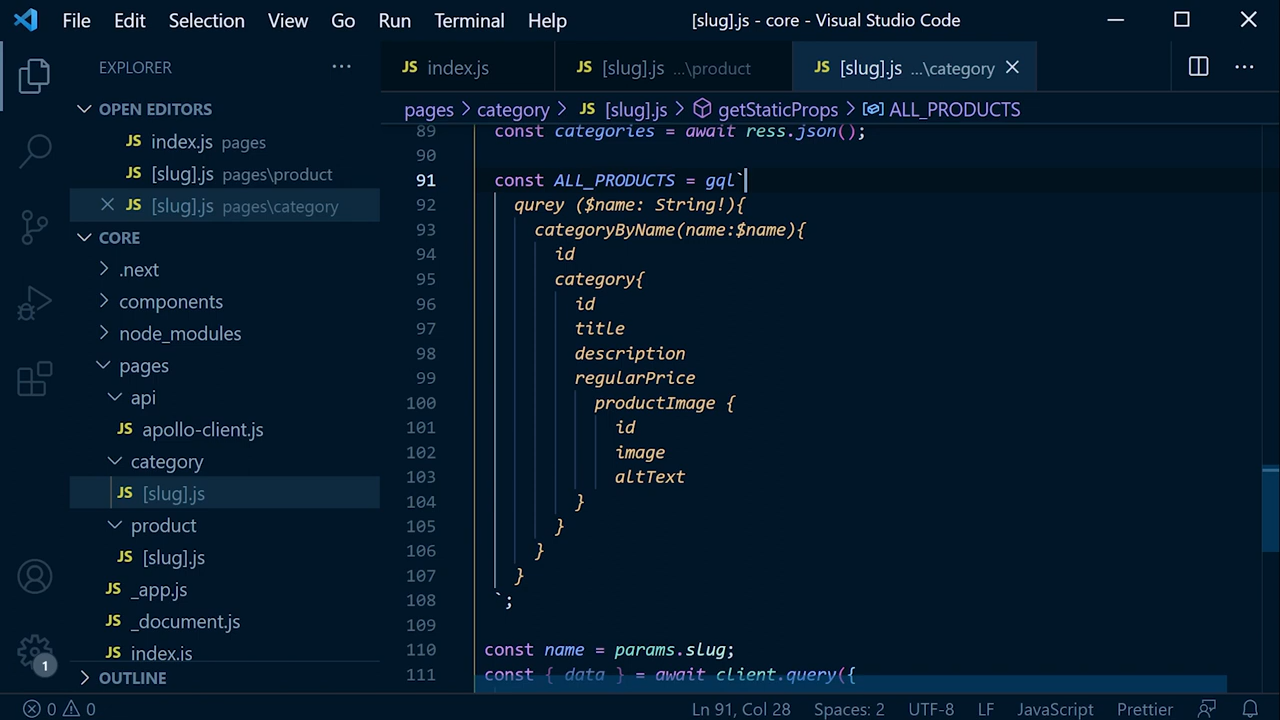 File Edit Selection View Go Run Terminal Help [slug].js - core - Visual Studio Code
EXPLORER ...
OPEN EDITORS
JS index.js pages
JS [slug].js pages\product
JS [slug].js pages\category
CORE
.next
components
node_modules
pages
api
JS apollo-client.js
category
JS [slug].js
product
JS [slug].js
JS _app.js
JS _document.js
index.js
OUTLINE
1
JS index.js JS [slug].js ...\product JS [slug].js ...\category
pages > category > JS [slug].js > getStaticProps > ALL_PRODUCTS
89 const categories = await ress.json();
90
91 const ALL_PRODUCTS = gql`
92 qurey ($name: String!){
93 categoryByName(name:$name){
94 id
95 category{
96 id
97 title
98 description
99 regularPrice
100 productImage {
101 id
102 image
103 altText
104 }
105 }
106 }
107 }
108 `;
109
110 const name = params.slug;
111 const { data } = await client.query({
0 0 Ln 91, Col 28 Spaces: 2 UTF-8 LF JavaScript Prettier